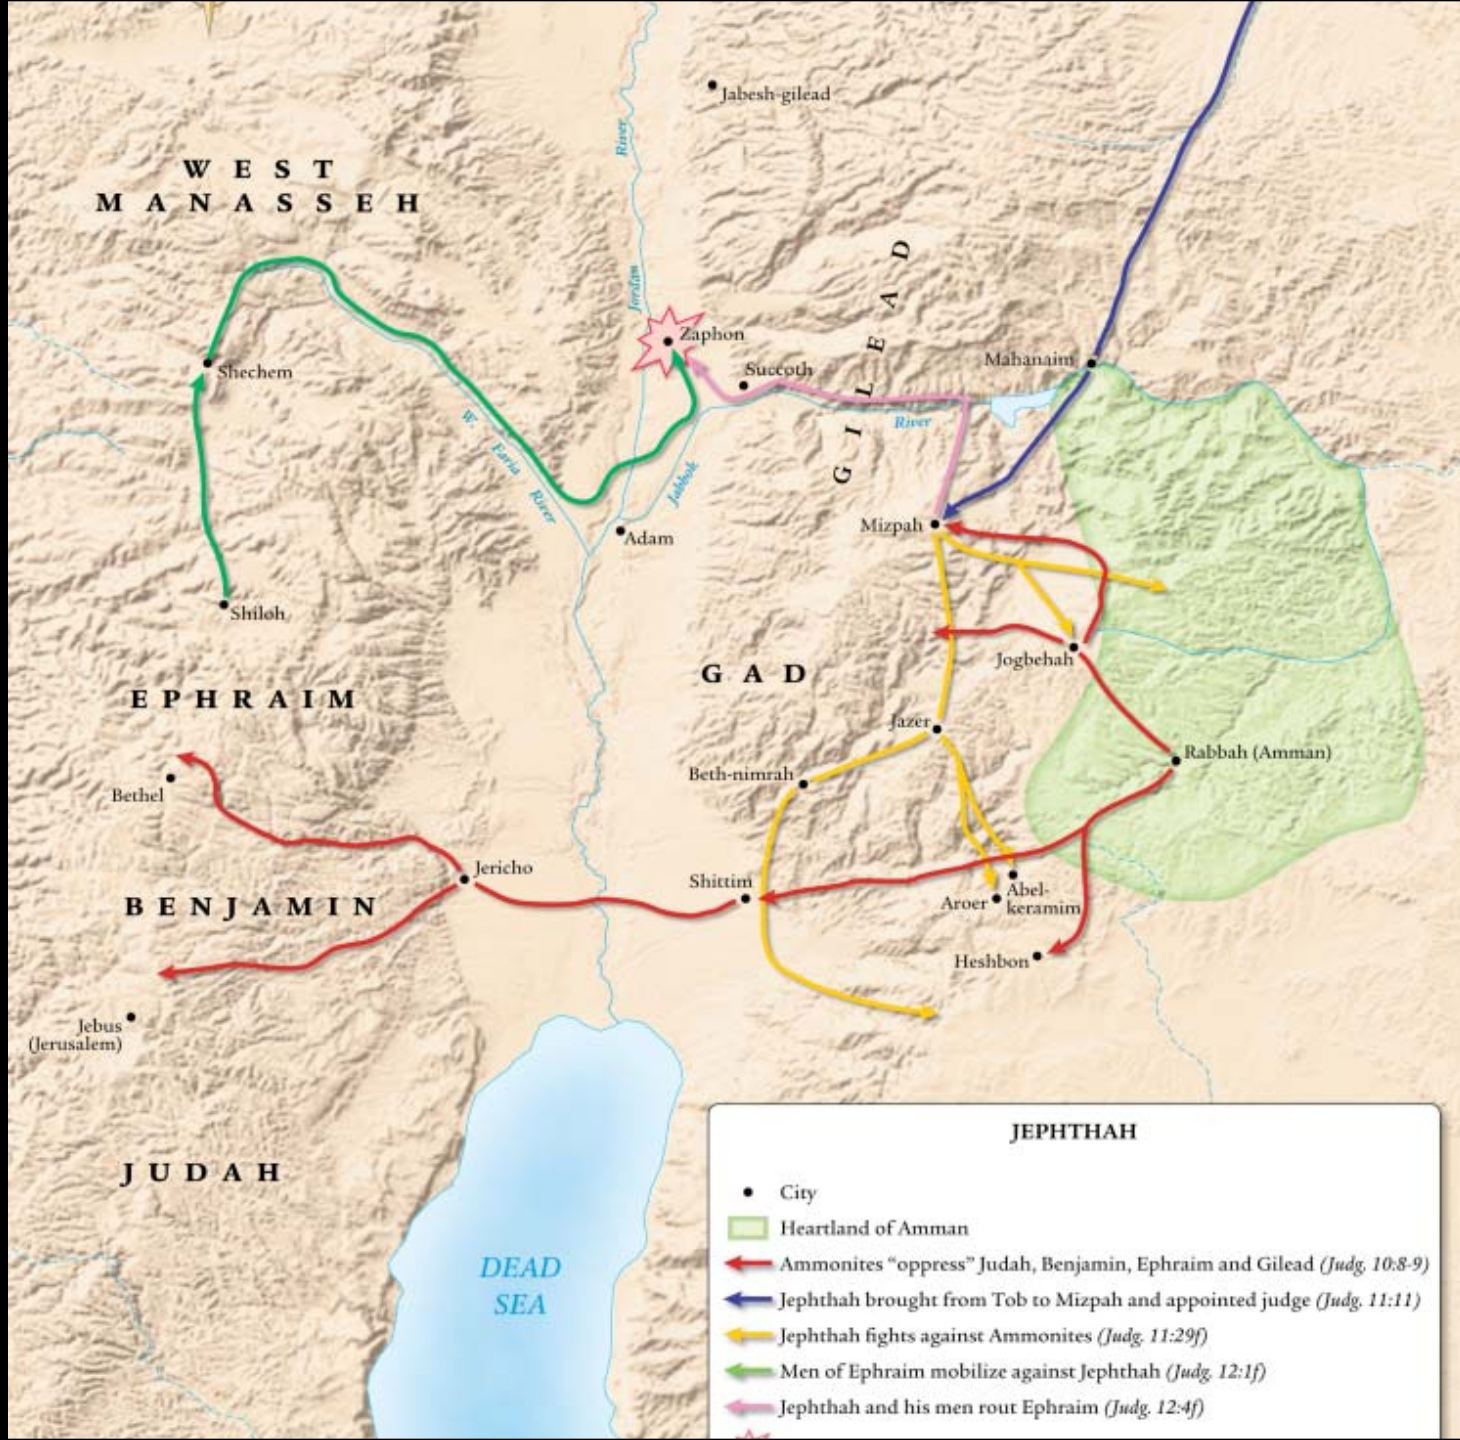 Jabesh-gilead
River
WEST
MANASSEH
GILEAD
Jordan
Zaphon
Mahanaim
Shechem
Succoth
W. Faria River
River
Jabbok
Mizpah
Adam
Shiloh
Jogbehah
GAD
EPHRAIM
Jazer
Rabbah (Amman)
Beth-nimrah
Bethel
Jericho
Shittim
Abel-
keramim
Aroer
BENJAMIN
Heshbon
Jebus
(Jerusalem)
JUDAH
DEAD
SEA
JEPHTHAH
City
Heartland of Amman
Ammonites “oppress” Judah, Benjamin, Ephraim and Gilead (Judg. 10:8-9)
Jephthah brought from Tob to Mizpah and appointed judge (Judg. 11:11)
Jephthah fights against Ammonites (Judg. 11:29f)
Men of Ephraim mobilize against Jephthah (Judg. 12:1f)
Jephthah and his men rout Ephraim (Judg. 12:4f)